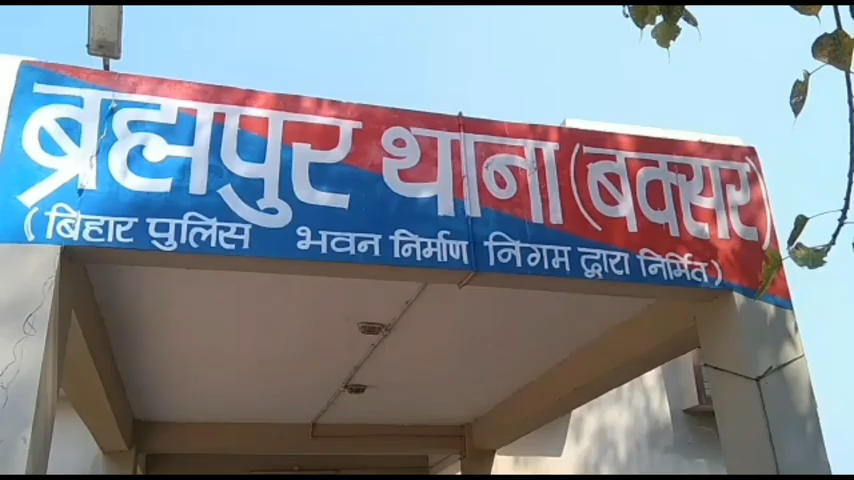 ब्रह्मपुर थाना (बक्सर)
(बिहार पुलिस भवन निर्माण निगम द्वारा निर्मित)